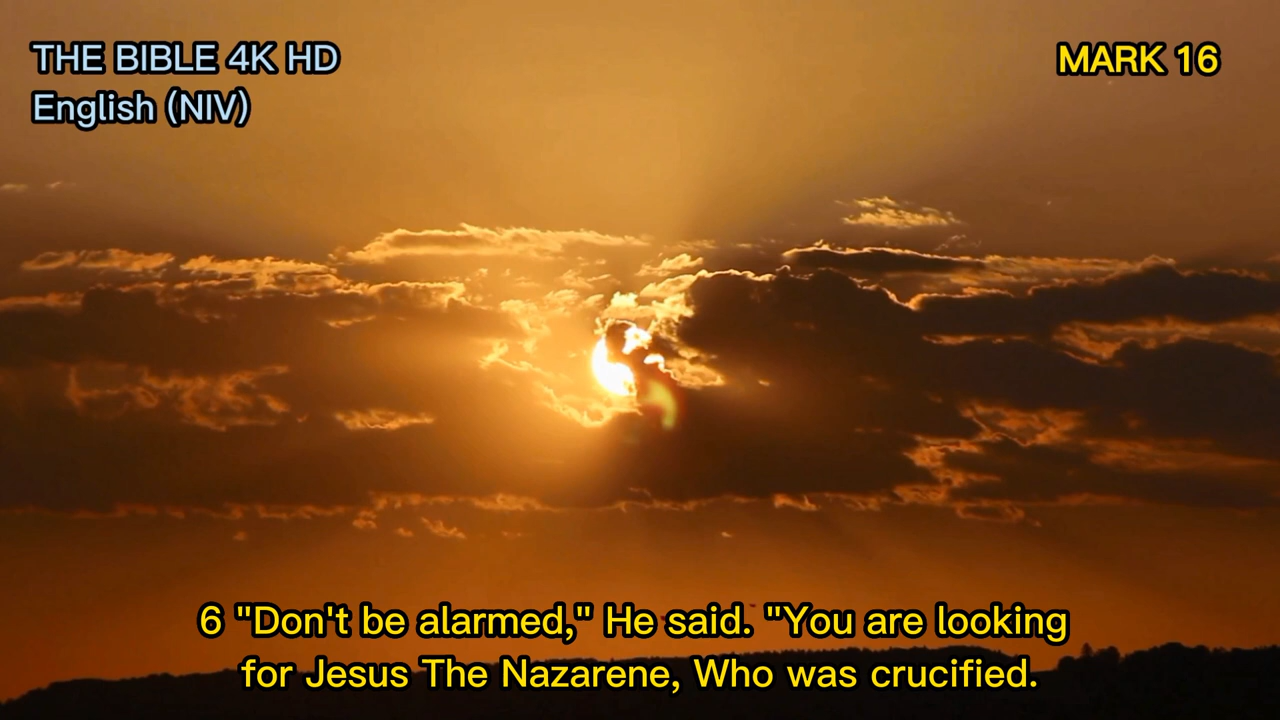 THE BIBLE 4K HD
English (NIV)
MARK 16
6 "Don't be alarmed," He said. "You are looking
for Jesus The Nazarene, Who was crucified.